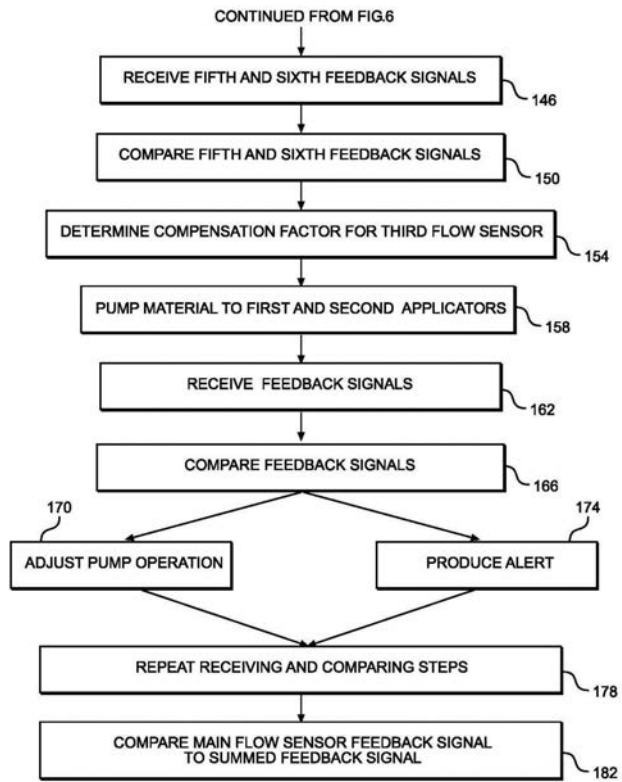 CONTINUED FROM FIG.6
RECEIVE FIFTH AND SIXTH FEEDBACK SIGNALS
146
COMPARE FIFTH AND SIXTH FEEDBACK SIGNALS
150
DETERMINE COMPENSATION FACTOR FOR THIRD FLOW SENSOR
154
PUMP MATERIAL TO FIRST AND SECOND APPLICATORS
158
RECEIVE FEEDBACK SIGNALS
162
COMPARE FEEDBACK SIGNALS
166
170
174
ADJUST PUMP OPERATION
PRODUCE ALERT
REPEAT RECEIVING AND COMPARING STEPS
178
COMPARE MAIN FLOW SENSOR FEEDBACK SIGNAL
TO SUMMED FEEDBACK SIGNAL
182